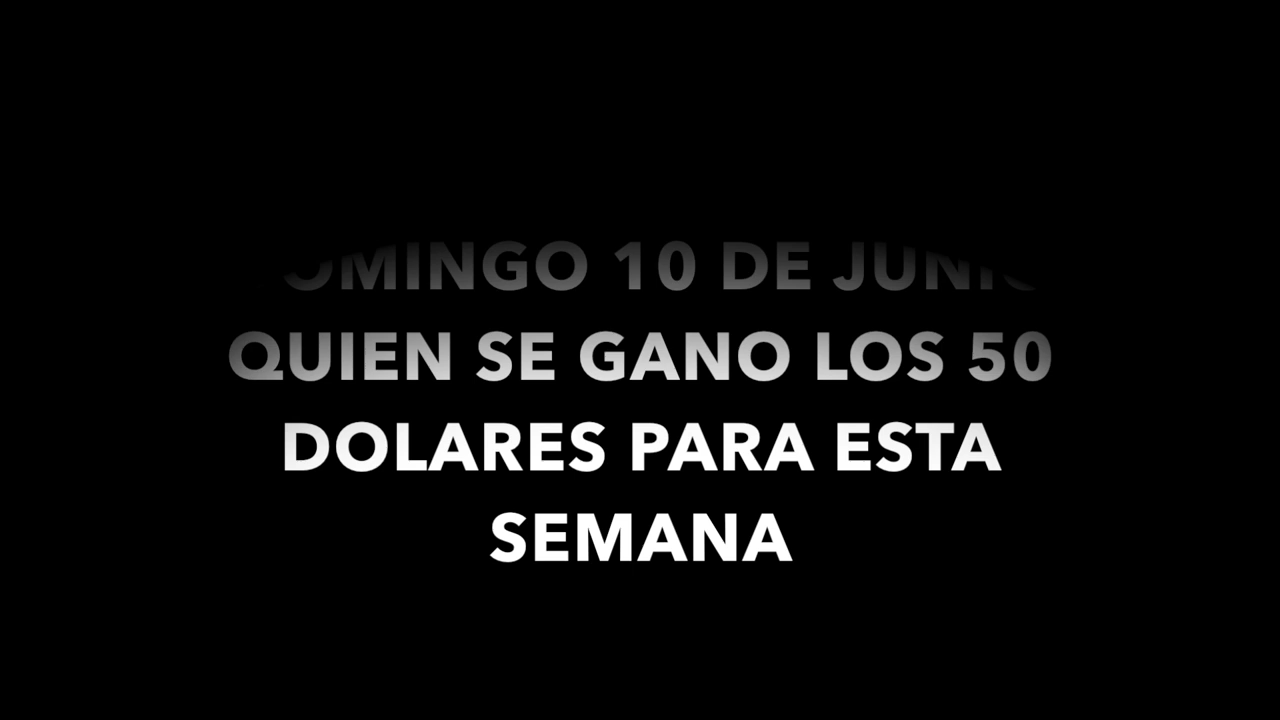 DOMINGO 10 DE JUNIO
QUIEN SE GANO LOS 50
DOLARES PARA ESTA
SEMANA